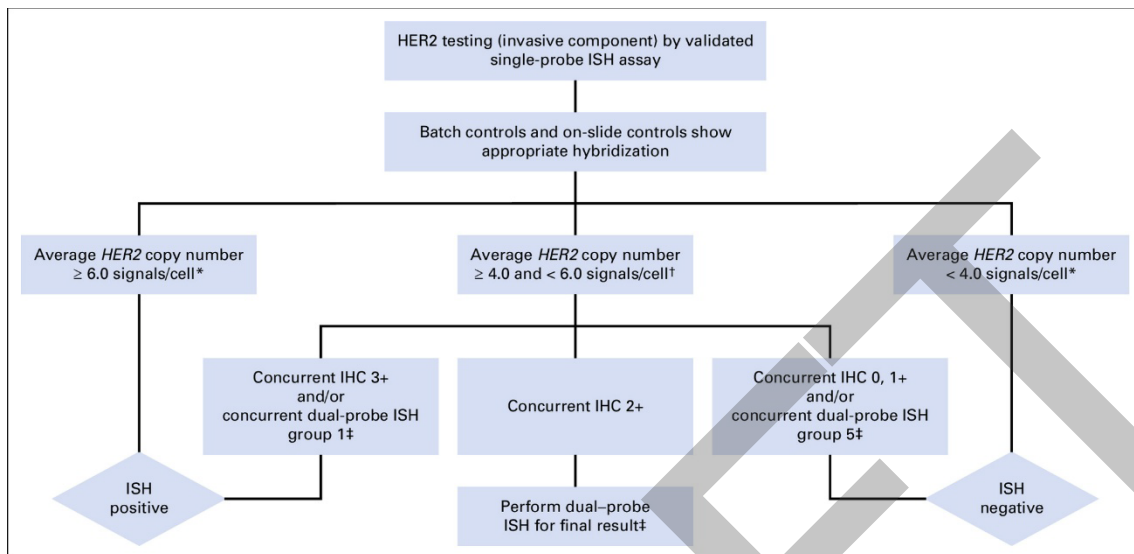 HER2 testing (invasive component) by validated
single-probe ISH assay
Batch controls and on-slide controls show
appropriate hybridization
Average HER2 copy number
≥ 6.0 signals/cell*
Average HER2 copy number
≥ 4.0 and < 6.0 signals/cell†
Average HER2 copy number
< 4.0 signals/cell*
Concurrent IHC 3+
and/or
concurrent dual-probe ISH
group 1‡
Concurrent IHC 2+
Concurrent IHC 0, 1+
and/or
concurrent dual-probe ISH
group 5‡
ISH
positive
Perform dual–probe
ISH for final result‡
ISH
negative